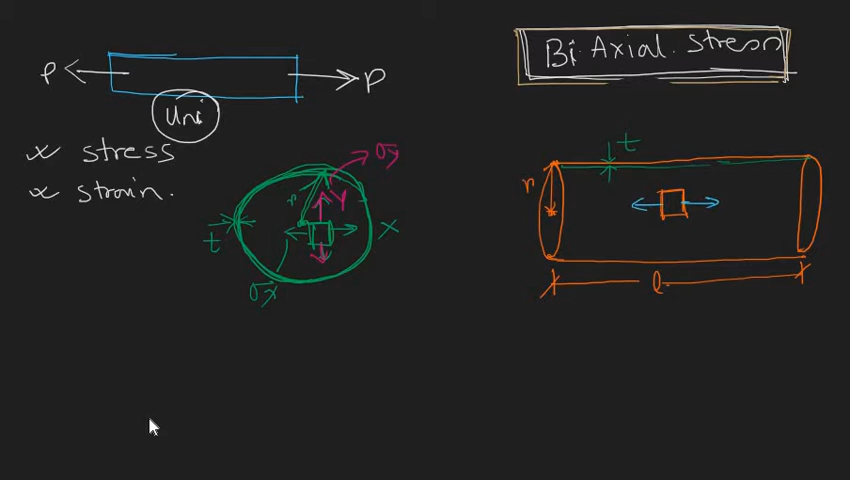 Bi-Axial. Stress
P
P
Uni
stress
strain.
σy
r
Y
X
t
σx
t
r
l